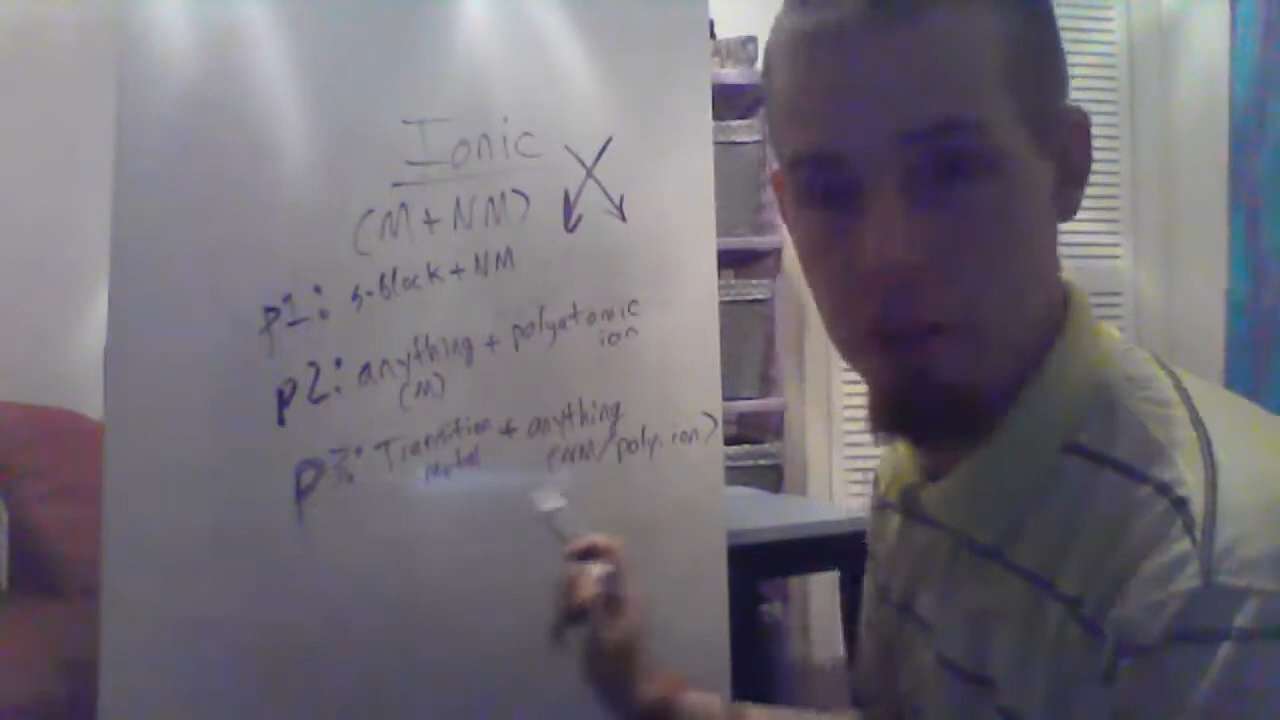 Ionic
(M + NM)
p1: s-block + NM
p2: anything + polyatomic
(M) ion
p3: Transition + anything
metal (NM/poly. ion)